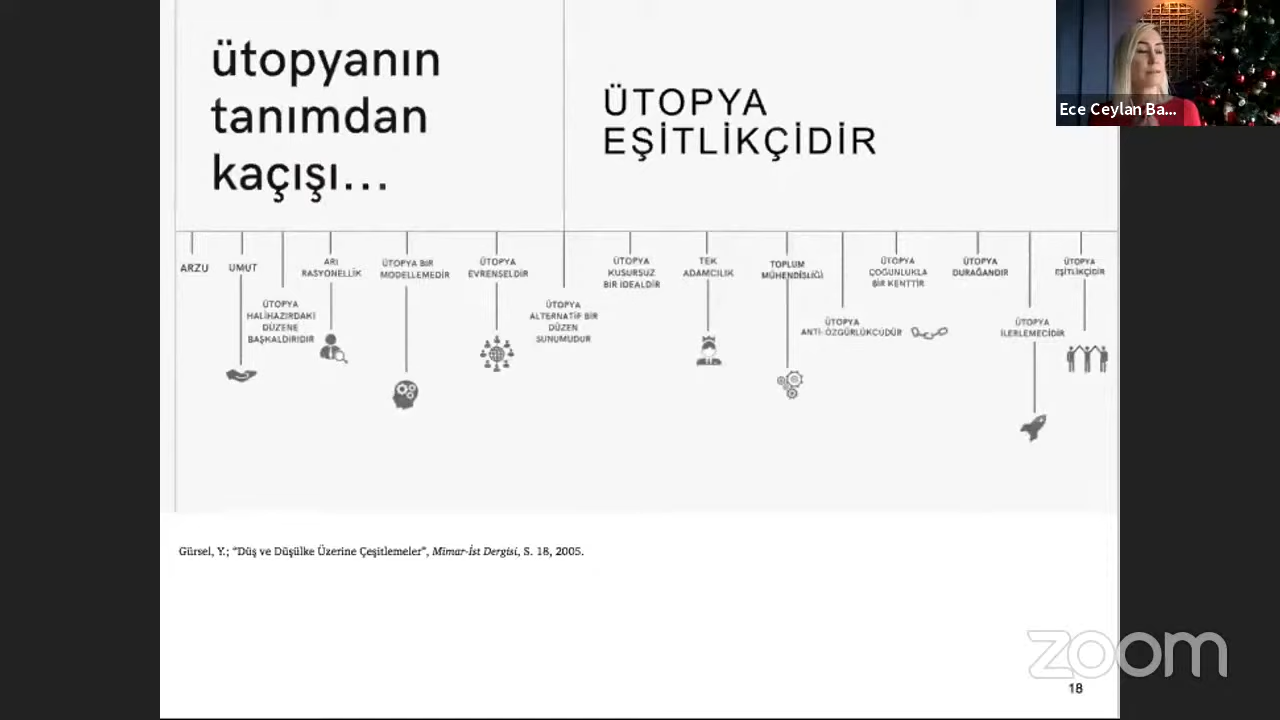 ütopyanın
tanımdan
kaçışı...
ÜTOPYA
EŞİTLİKÇİDİR
Ece Ceylan Ba...
ARZU
UMUT
ÜTOPYA
HALİHAZIRDAKİ
DÜZENE
BAŞKALDIRIDIR
ARI
RASYONELLİK
ÜTOPYA BİR
MODELLEMEDİR
ÜTOPYA
EVRENSELDİR
ÜTOPYA
ALTERNATİF BİR
DÜZEN
SUNUMUDUR
ÜTOPYA
KUSURSUZ
BİR İDEALDİR
TEK
ADAMCILIK
TOPLUM
MÜHENDİSLİĞİ
ÜTOPYA
ANTİ-ÖZGÜRLÜKÇÜDÜR
ÜTOPYA
ÇOĞUNLUKLA
BİR KENTTİR
ÜTOPYA
DURAĞANDIR
ÜTOPYA
İLERLEMECİDİR
ÜTOPYA
EŞİTLİKÇİDİR
Gürsel, Y.; “Düş ve Düşülke Üzerine Çeşitlemeler”, Mimar-İst Dergisi, S. 18, 2005.
zoom
18